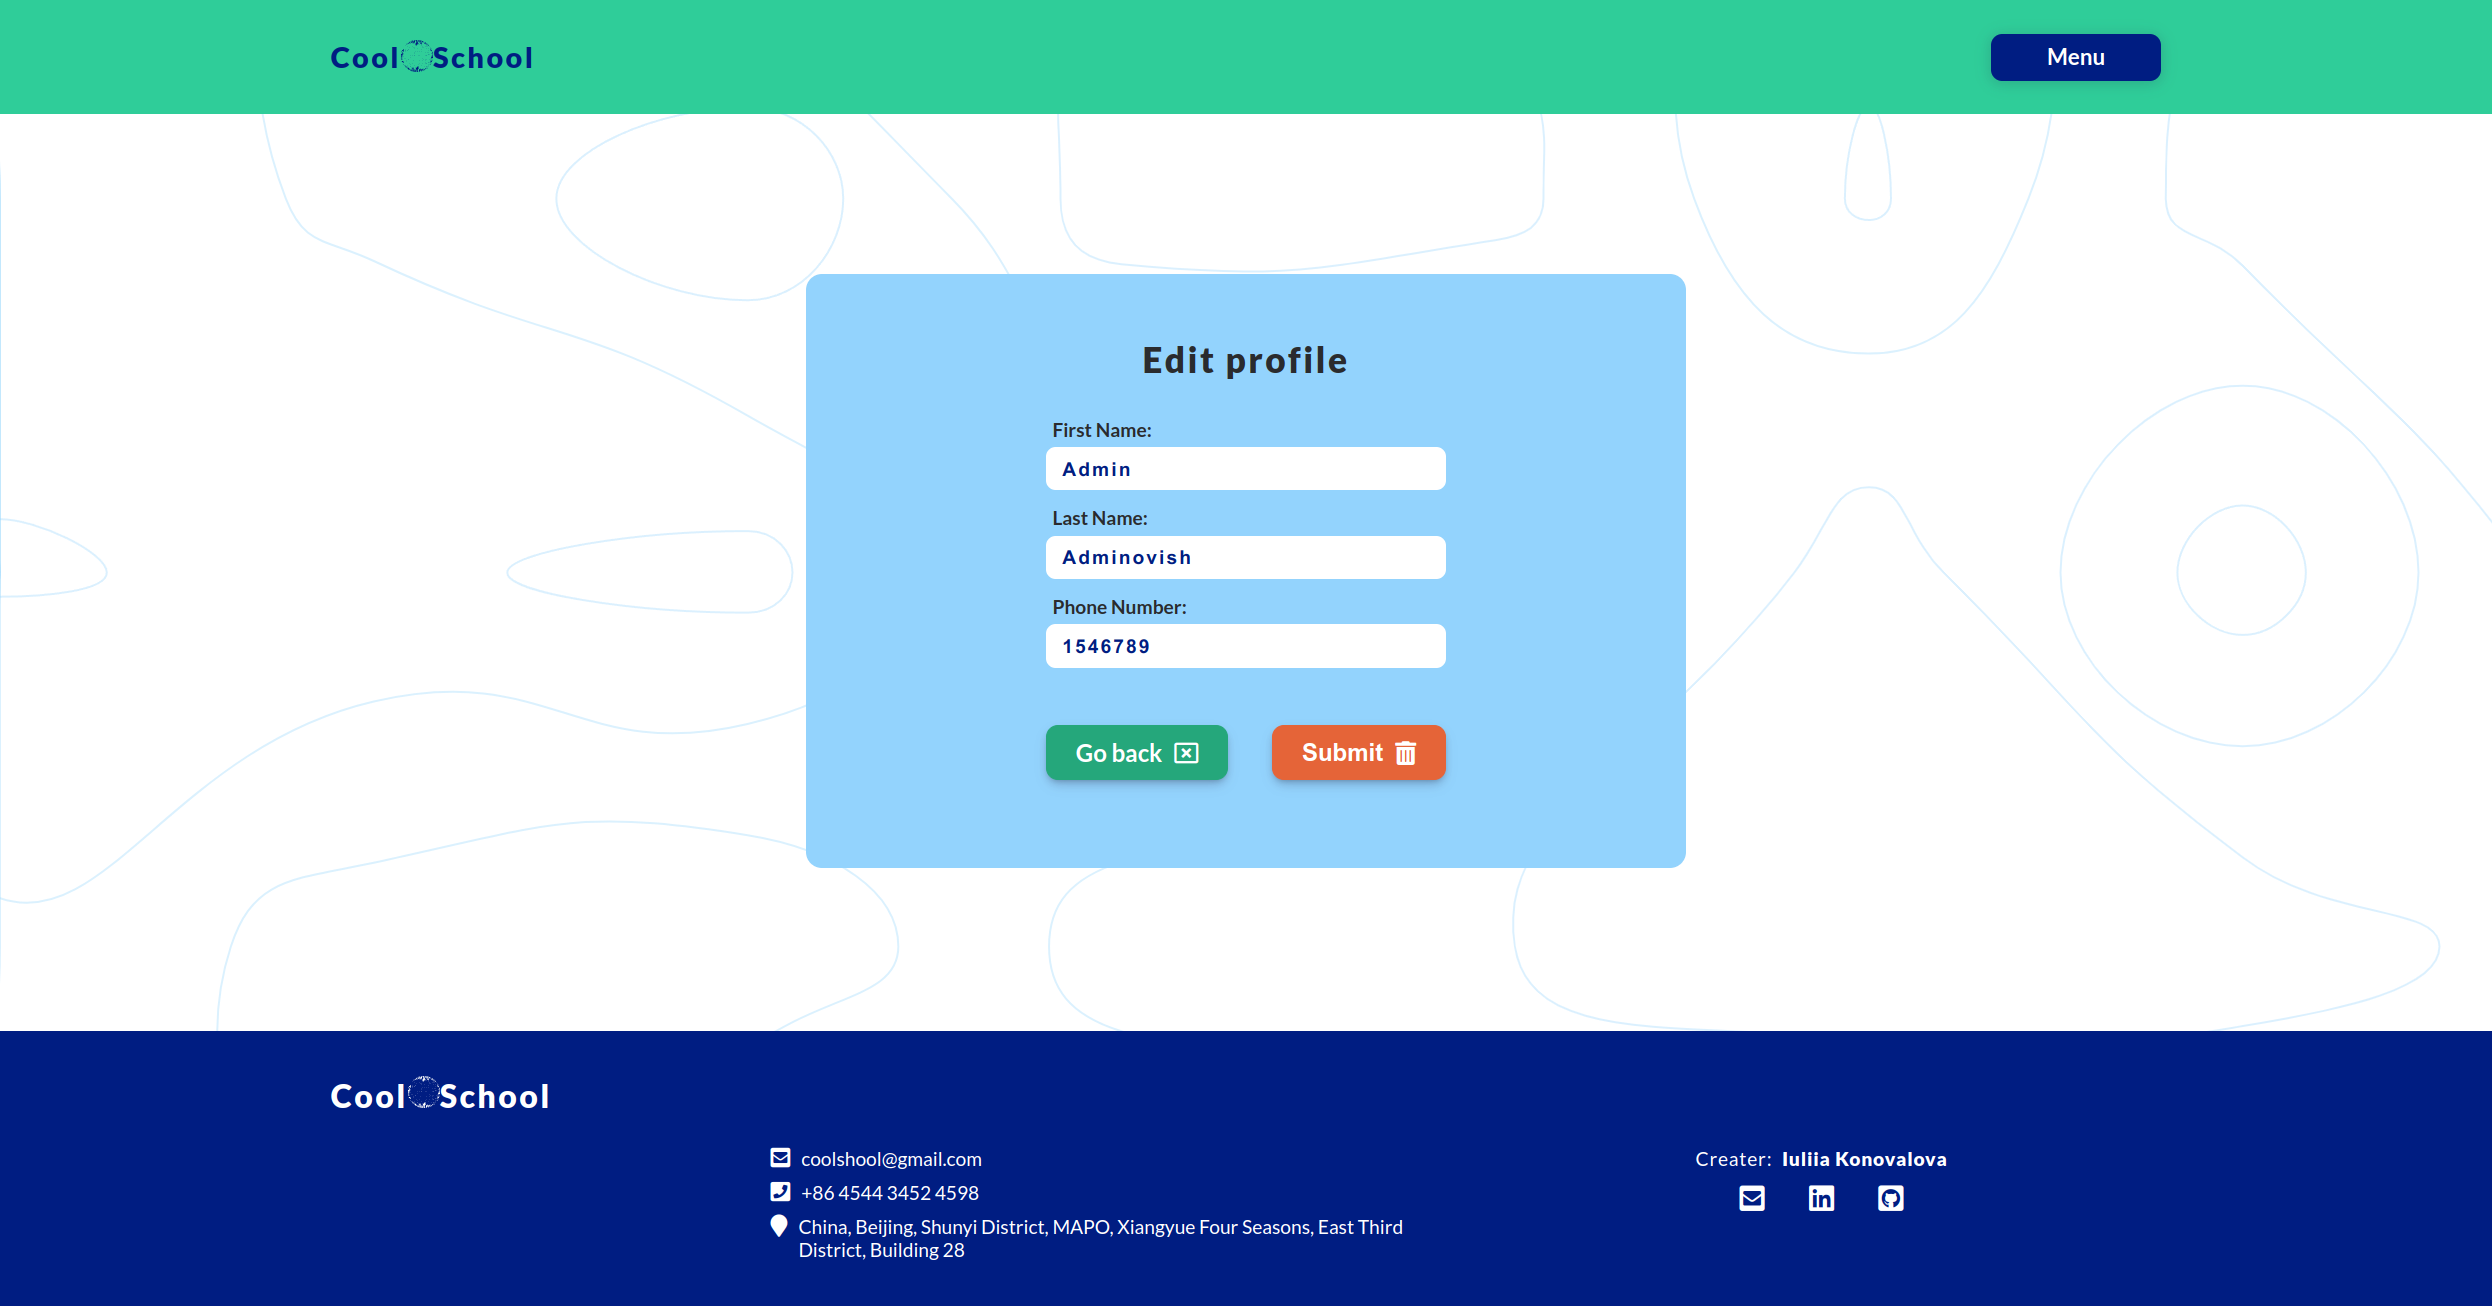 Cool School
Menu
Edit profile
First Name:
Admin
Last Name:
Adminovish
Phone Number:
1546789
Go back
Submit
Cool School
coolshool@gmail.com
+86 4544 3452 4598
China, Beijing, Shunyi District, MAPO, Xiangyue Four Seasons, East Third
District, Building 28
Creater: Iuliia Konovalova